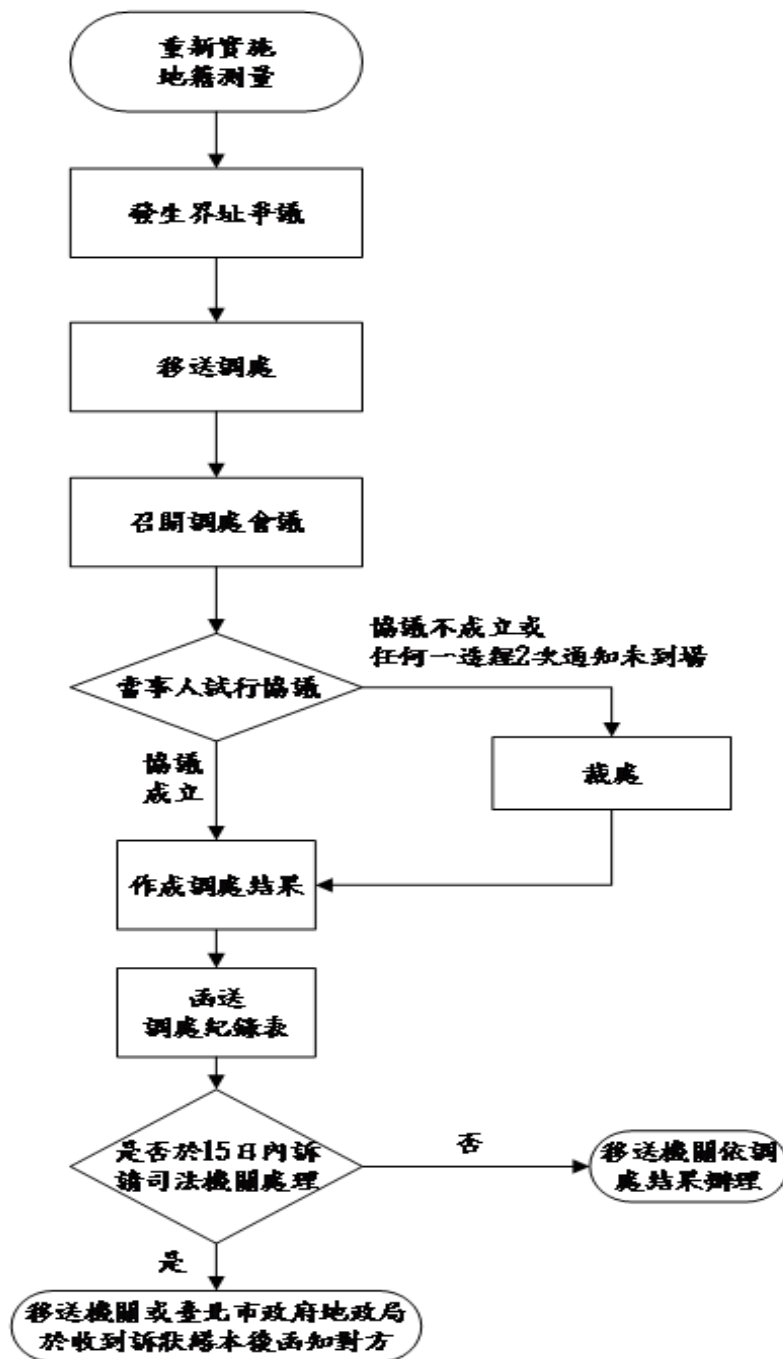 重新實施
地籍測量
發生界址爭議
移送調處
召開調處會議
當事人試行協議
協議不成立或
任何一造經2次通知未到場
裁處
協議
成立
作成調處結果
函送
調處紀錄表
是否於15日內訴
請司法機關處理
否
移送機關依調
處結果辦理
是
移送機關或臺北市政府地政局
於收到訴狀繕本後函知對方